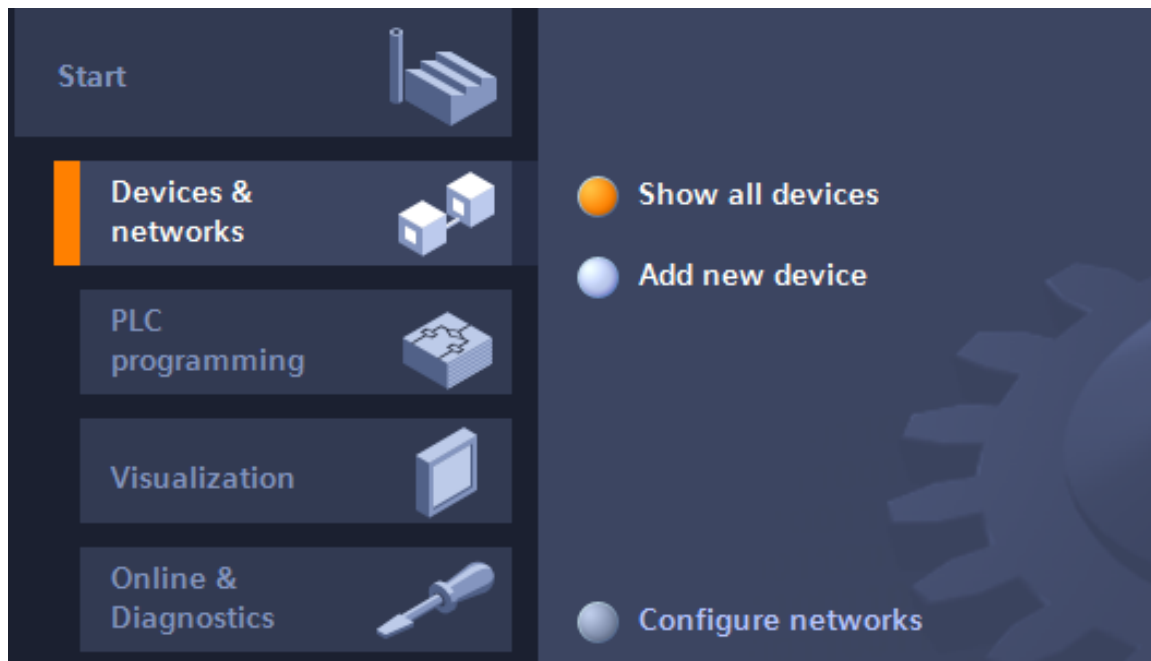 Start
Devices &
networks
PLC
programming
Visualization
Online &
Diagnostics
Show all devices
Add new device
Configure networks